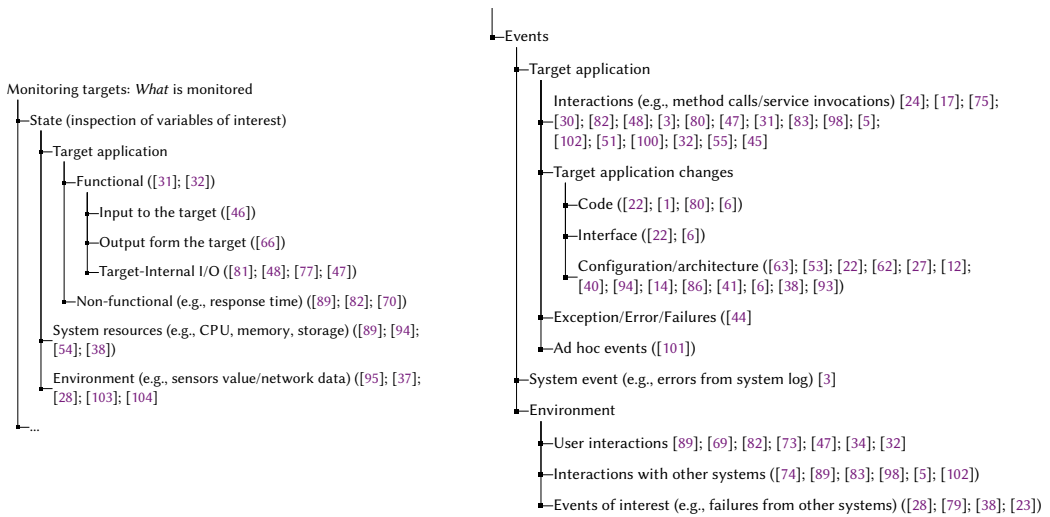 Monitoring targets: What is monitored
State (inspection of variables of interest)
Target application
Functional ([31]; [32])
Input to the target ([46])
Output form the target ([66])
Target-Internal I/O ([81]; [48]; [77]; [47])
Non-functional (e.g., response time) ([89]; [82]; [70])
System resources (e.g., CPU, memory, storage) ([89]; [94];
[54]; [38])
Environment (e.g., sensors value/network data) ([95]; [37];
[28]; [103]; [104]
...
Events
Target application
Interactions (e.g., method calls/service invocations) [24]; [17]; [75];
[30]; [82]; [48]; [3]; [80]; [47]; [31]; [83]; [98]; [5];
[102]; [51]; [100]; [32]; [55]; [45]
Target application changes
Code ([22]; [1]; [80]; [6])
Interface ([22]; [6])
Configuration/architecture ([63]; [53]; [22]; [62]; [27]; [12];
[40]; [94]; [14]; [86]; [41]; [6]; [38]; [93])
Exception/Error/Failures ([44]
Ad hoc events ([101])
System event (e.g., errors from system log) [3]
Environment
User interactions [89]; [69]; [82]; [73]; [47]; [34]; [32]
Interactions with other systems ([74]; [89]; [83]; [98]; [5]; [102])
Events of interest (e.g., failures from other systems) ([28]; [79]; [38]; [23])